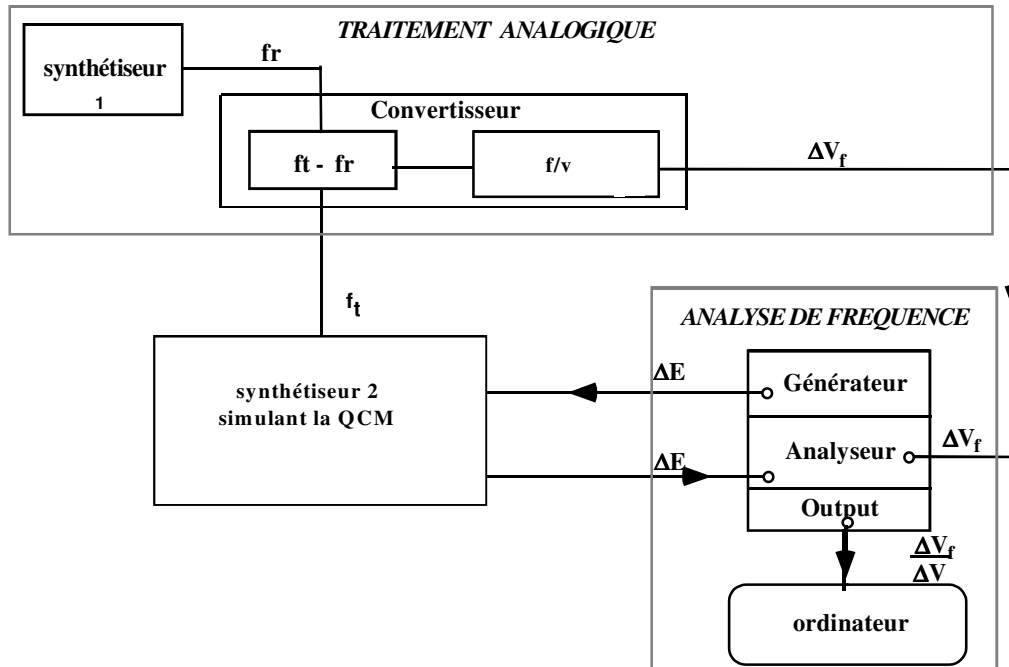 TRAITEMENT ANALOGIQUE
synthétiseur
1
fr
Convertisseur
ft - fr
f/v
ΔVf
ft
ANALYSE DE FREQUENCE
synthétiseur 2
simulant la QCM
ΔE
Générateur
ΔE
Analyseur
ΔVf
Output
ΔVf
ΔV
ordinateur